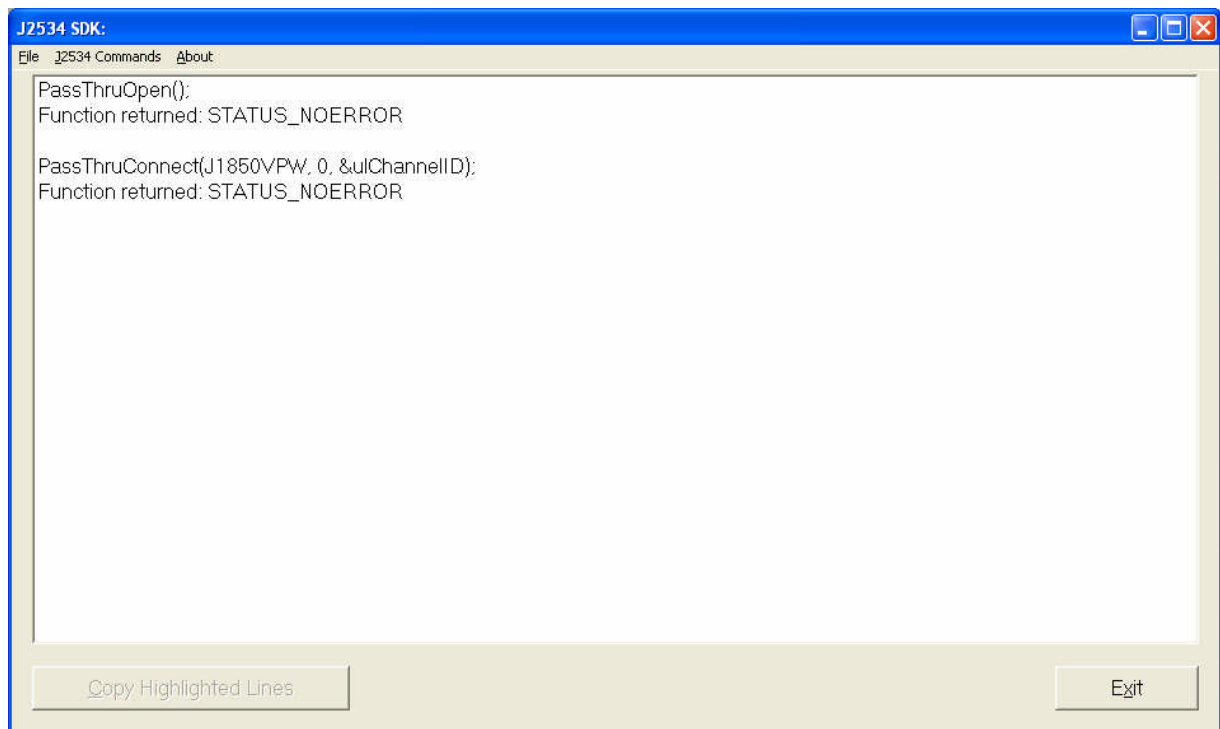 J2534 SDK:
File J2534 Commands About
PassThruOpen();
Function returned: STATUS_NOERROR
PassThruConnect(J1850VPW, 0, &ulChannelID);
Function returned: STATUS_NOERROR
Copy Highlighted Lines
Exit